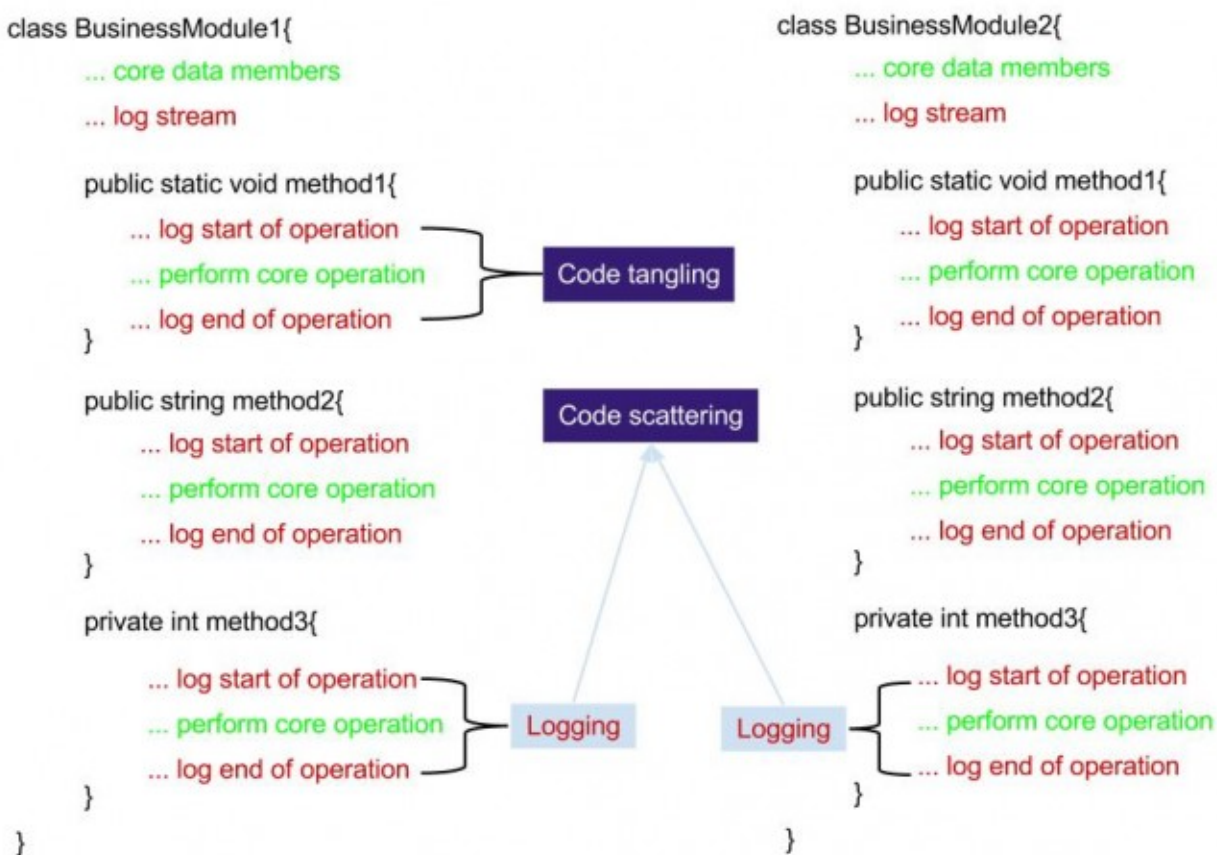 class BusinessModule1{
... core data members
... log stream
public static void method1{
... log start of operation
... perform core operation
... log end of operation
}
public string method2{
... log start of operation
... perform core operation
... log end of operation
}
private int method3{
... log start of operation
... perform core operation
... log end of operation
}
}
Code tangling
Code scattering
Logging
Logging
class BusinessModule2{
... core data members
... log stream
public static void method1{
... log start of operation
... perform core operation
... log end of operation
}
public string method2{
... log start of operation
... perform core operation
... log end of operation
}
private int method3{
... log start of operation
... perform core operation
... log end of operation
}
}